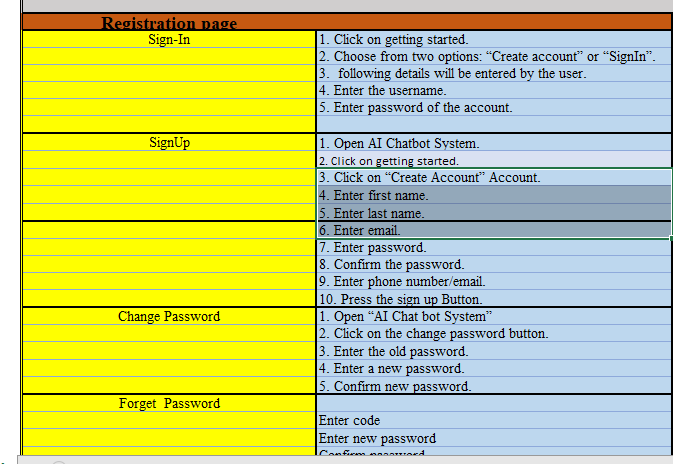 Registration page
Sign-In
1. Click on getting started.
2. Choose from two options: “Create account” or “SignIn”.
3. following details will be entered by the user.
4. Enter the username.
5. Enter password of the account.
SignUp
1. Open AI Chatbot System.
2. Click on getting started.
3. Click on “Create Account” Account.
4. Enter first name.
5. Enter last name.
6. Enter email.
7. Enter password.
8. Confirm the password.
9. Enter phone number/email.
10. Press the sign up Button.
Change Password
1. Open “AI Chat bot System”
2. Click on the change password button.
3. Enter the old password.
4. Enter a new password.
5. Confirm new password.
Forget Password
Enter code
Enter new password
Confirm password